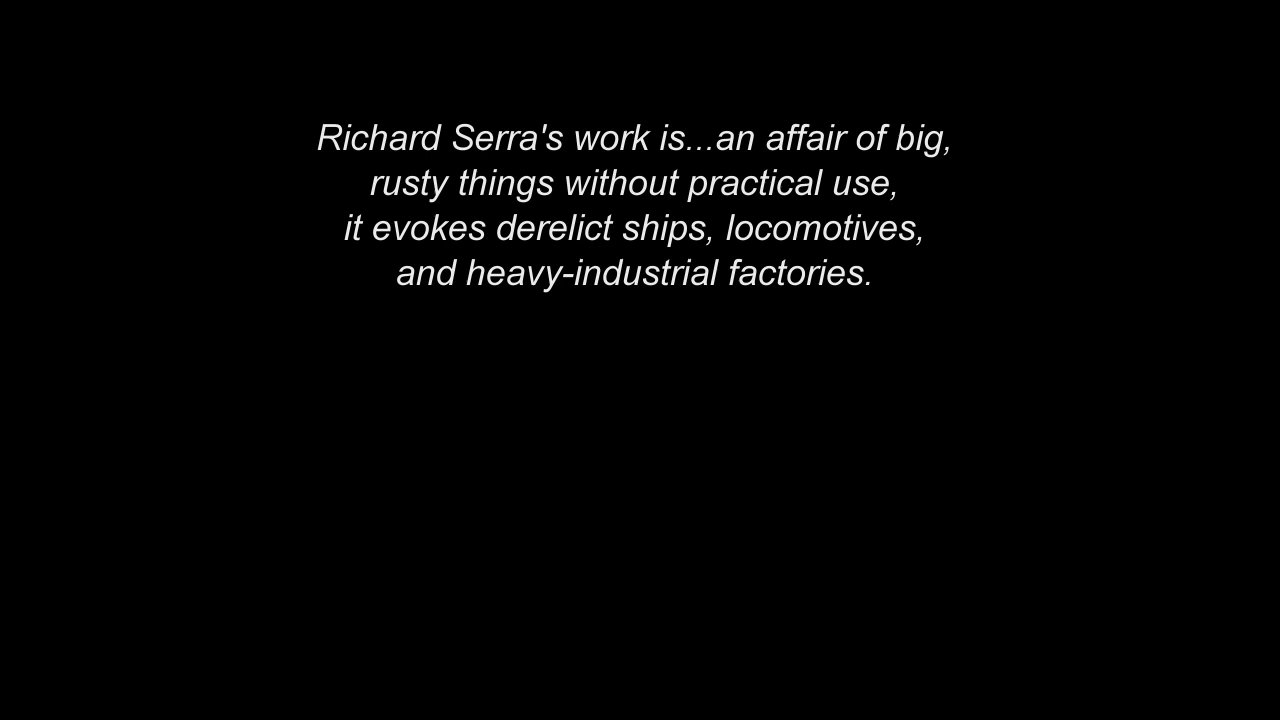 Richard Serra's work is...an affair of big,
rusty things without practical use,
it evokes derelict ships, locomotives,
and heavy-industrial factories.